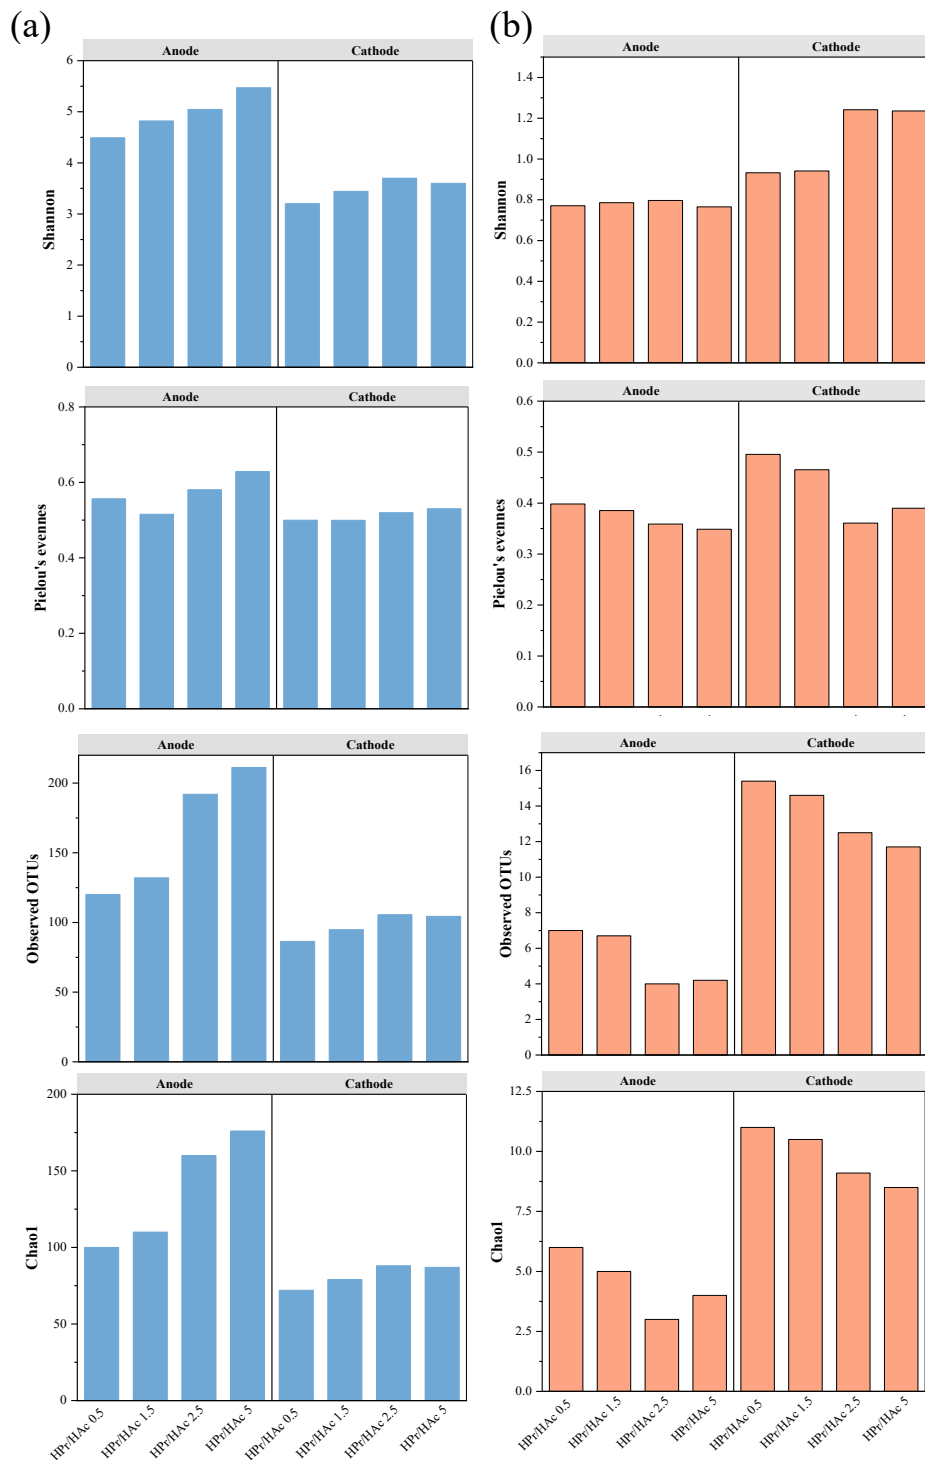 (a)
Anode Cathode
6
5
4
3
2
1
0
Shannon
Anode Cathode
0.8
0.6
0.4
0.2
0.0
Pielou's evennes
Anode Cathode
200
150
100
50
0
Observed OTUs
Anode Cathode
200
150
100
50
0
Chao1
HPr/HAc 0.5 HPr/HAc 1.5 HPr/HAc 2.5 HPr/HAc 5 HPr/HAc 0.5 HPr/HAc 1.5 HPr/HAc 2.5 HPr/HAc 5
(b)
Anode Cathode
1.4
1.2
1.0
0.8
0.6
0.4
0.2
0.0
Shannon
Anode Cathode
0.6
0.5
0.4
0.3
0.2
0.1
0.0
Pielou's evennes
Anode Cathode
16
14
12
10
8
6
4
2
0
Observed OTUs
Anode Cathode
12.5
10.0
7.5
5.0
2.5
0.0
Chao1
HPr/HAc 0.5 HPr/HAc 1.5 HPr/HAc 2.5 HPr/HAc 5 HPr/HAc 0.5 HPr/HAc 1.5 HPr/HAc 2.5 HPr/HAc 5